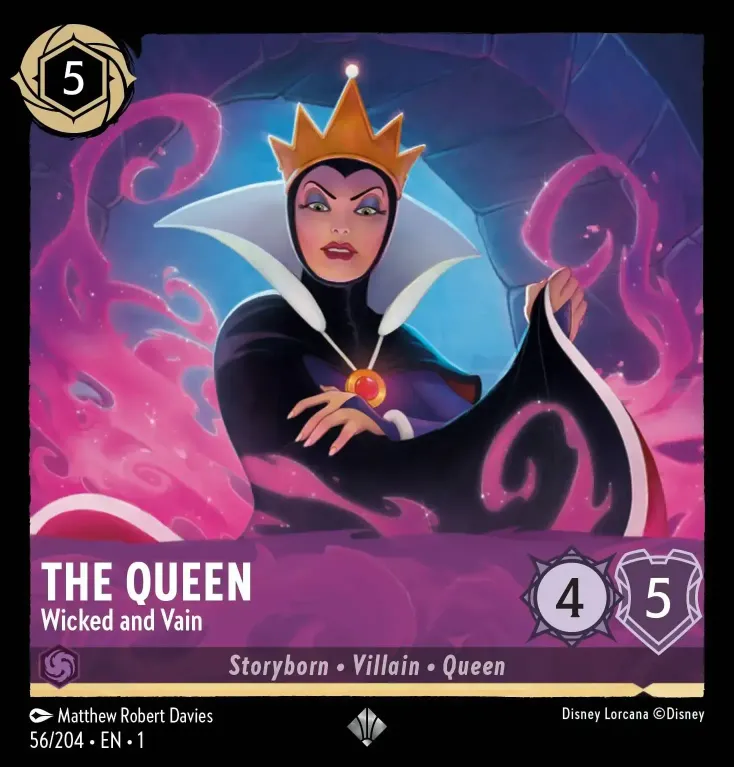 5
THE QUEEN
Wicked and Vain
4
5
Storyborn • Villain • Queen
Matthew Robert Davies
Disney Lorcana ©Disney
56/204 • EN • 1